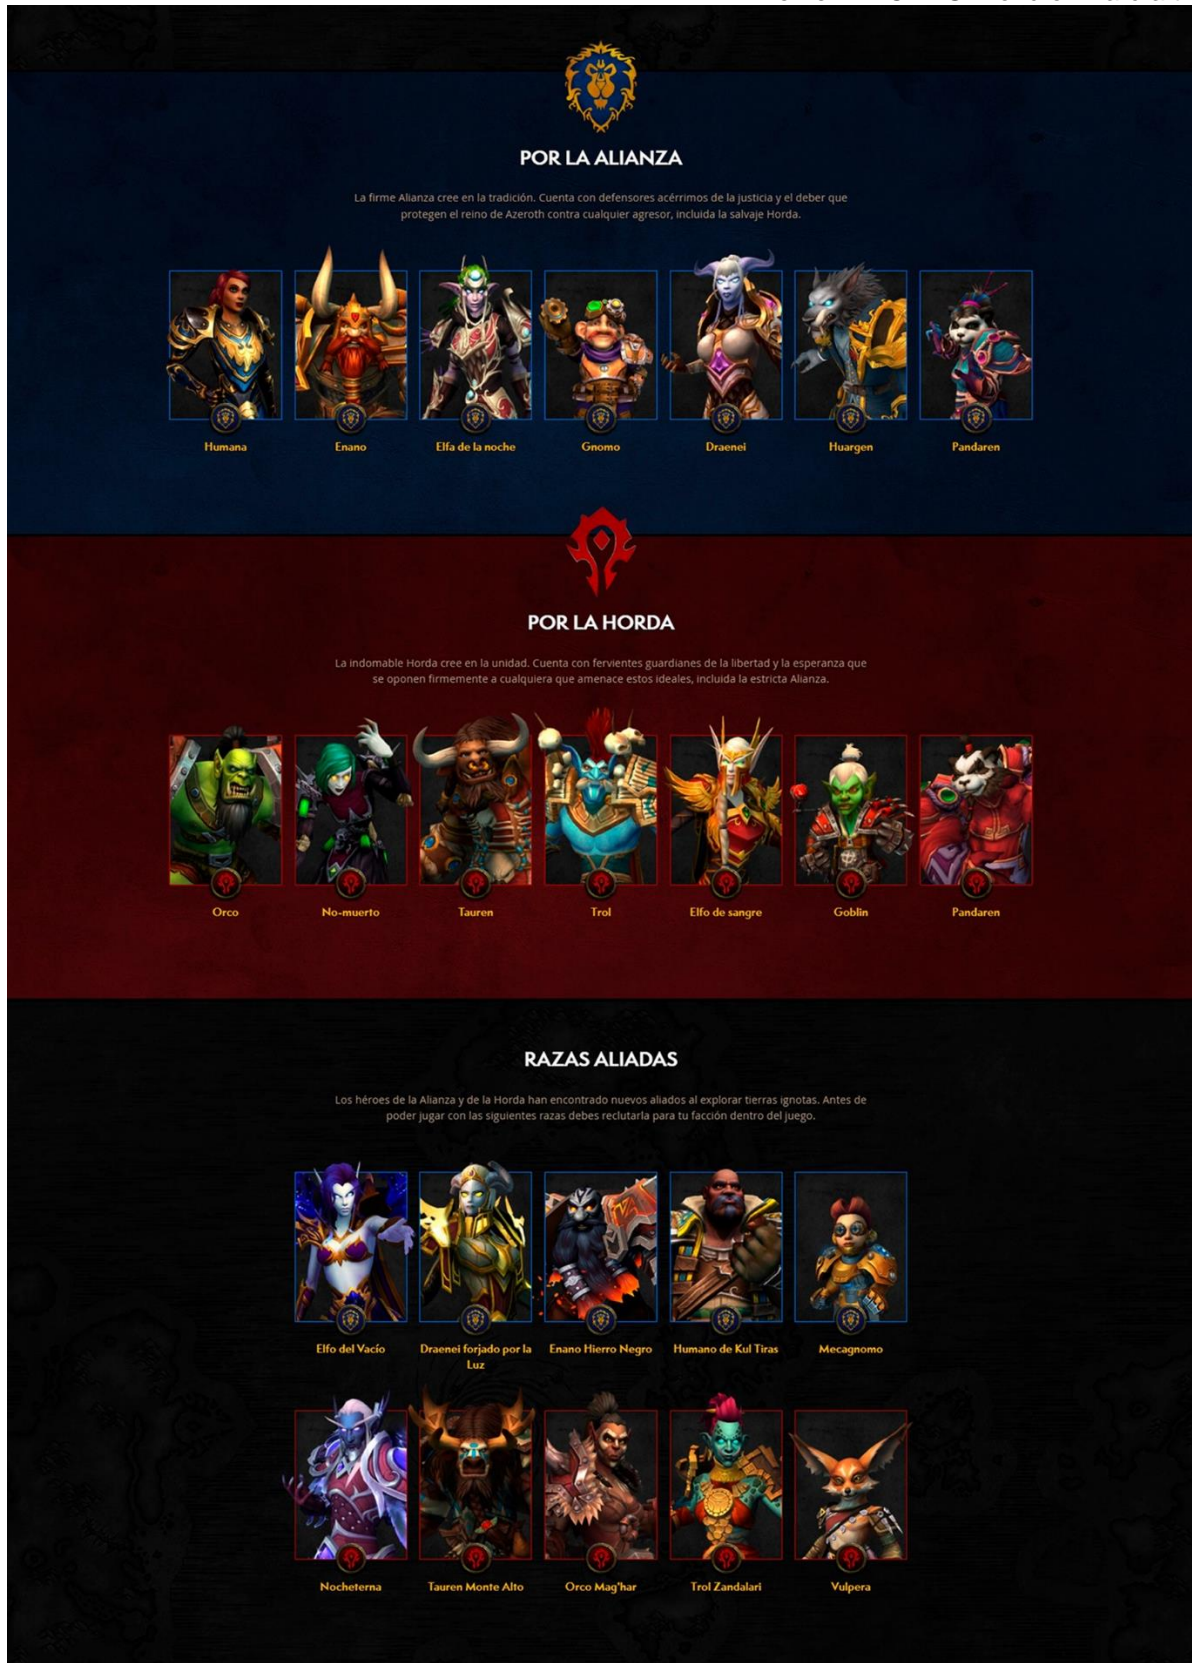 POR LA ALIANZA
La firme Alianza cree en la tradición. Cuenta con defensores acérrimos de la justicia y el deber que
protegen el reino de Azeroth contra cualquier agresor, incluida la salvaje Horda.
Humana
Enano
Elfa de la noche
Gnomo
Draenei
Huargen
Pandaren
POR LA HORDA
La indomable Horda cree en la unidad. Cuenta con fervientes guardianes de la libertad y la esperanza que
se oponen firmemente a cualquiera que amenace estos ideales, incluida la estricta Alianza.
Orco
No-muerto
Tauren
Trol
Elfo de sangre
Goblin
Pandaren
RAZAS ALIADAS
Los héroes de la Alianza y de la Horda han encontrado nuevos aliados al explorar tierras ignotas. Antes de
poder jugar con las siguientes razas debes reclutarla para tu facción dentro del juego.
Elfo del Vacío
Draenei forjado por la
Luz
Enano Hierro Negro
Humano de Kul Tiras
Mecagnomo
Nocheterna
Tauren Monte Alto
Orco Mag'har
Trol Zandalari
Vulpera